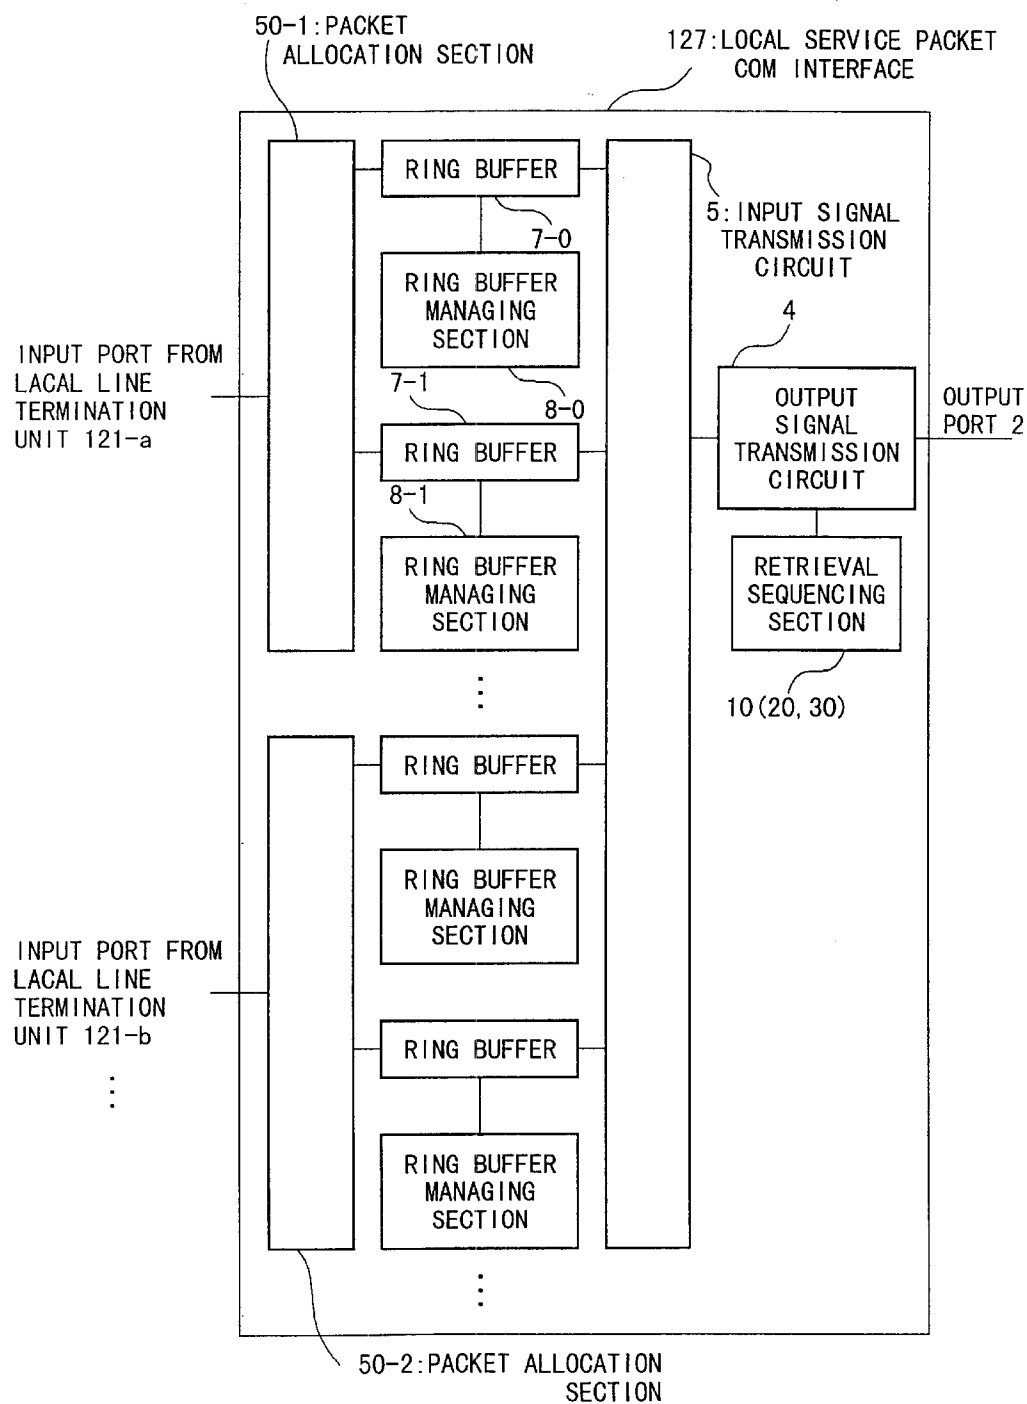 50-1:PACKET
ALLOCATION SECTION
127:LOCAL SERVICE PACKET
COM INTERFACE
RING BUFFER
7-0
5:INPUT SIGNAL
TRANSMISSION
CIRCUIT
RING BUFFER
MANAGING
SECTION
8-0
4
INPUT PORT FROM
LACAL LINE
TERMINATION
UNIT 121-a
7-1
RING BUFFER
OUTPUT
SIGNAL
TRANSMISSION
CIRCUIT
OUTPUT
PORT 2
8-1
RING BUFFER
MANAGING
SECTION
RETRIEVAL
SEQUENCING
SECTION
10(20,30)
RING BUFFER
RING BUFFER
MANAGING
SECTION
INPUT PORT FROM
LACAL LINE
TERMINATION
UNIT 121-b
RING BUFFER
RING BUFFER
MANAGING
SECTION
50-2:PACKET ALLOCATION
SECTION